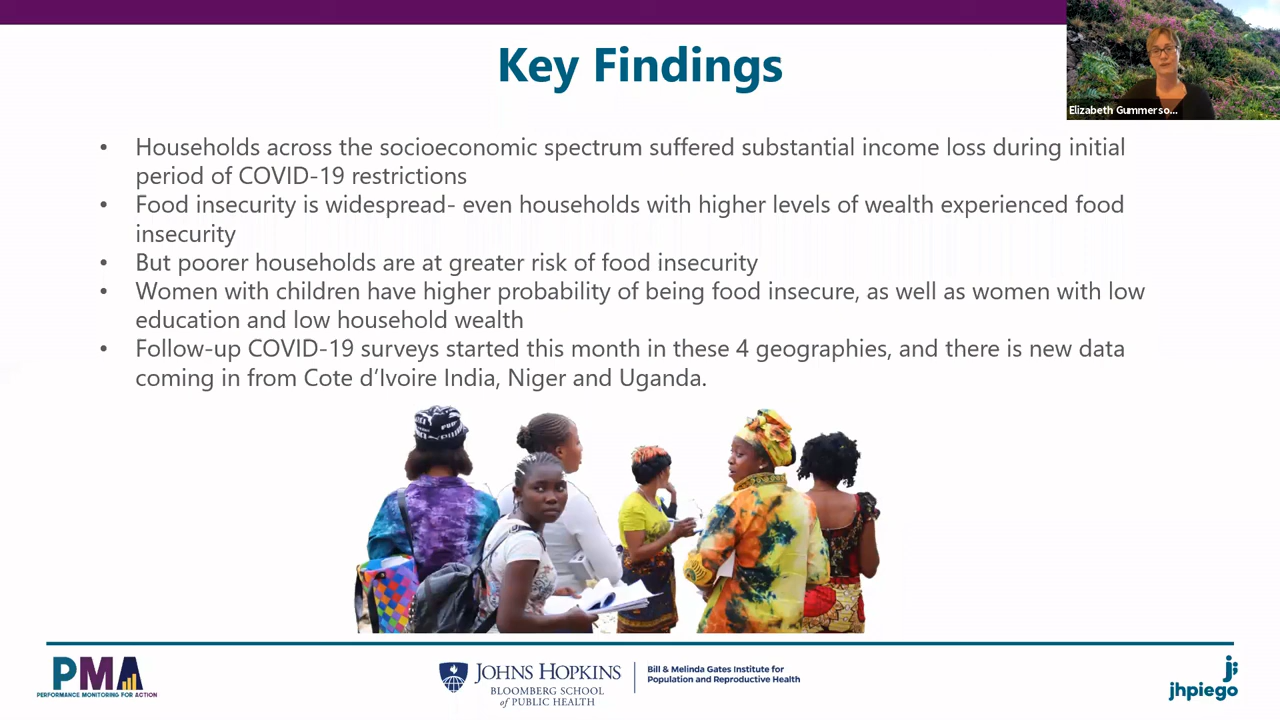 Key Findings
Elizabeth Gummerso...
• Households across the socioeconomic spectrum suffered substantial income loss during initial
period of COVID-19 restrictions
• Food insecurity is widespread- even households with higher levels of wealth experienced food
insecurity
• But poorer households are at greater risk of food insecurity
• Women with children have higher probability of being food insecure, as well as women with low
education and low household wealth
• Follow-up COVID-19 surveys started this month in these 4 geographies, and there is new data
coming in from Cote d’Ivoire India, Niger and Uganda.
PMA
PERFORMANCE MONITORING FOR ACTION
JOHNS HOPKINS
BLOOMBERG SCHOOL
of PUBLIC HEALTH
Bill & Melinda Gates Institute for
Population and Reproductive Health
jhpiego